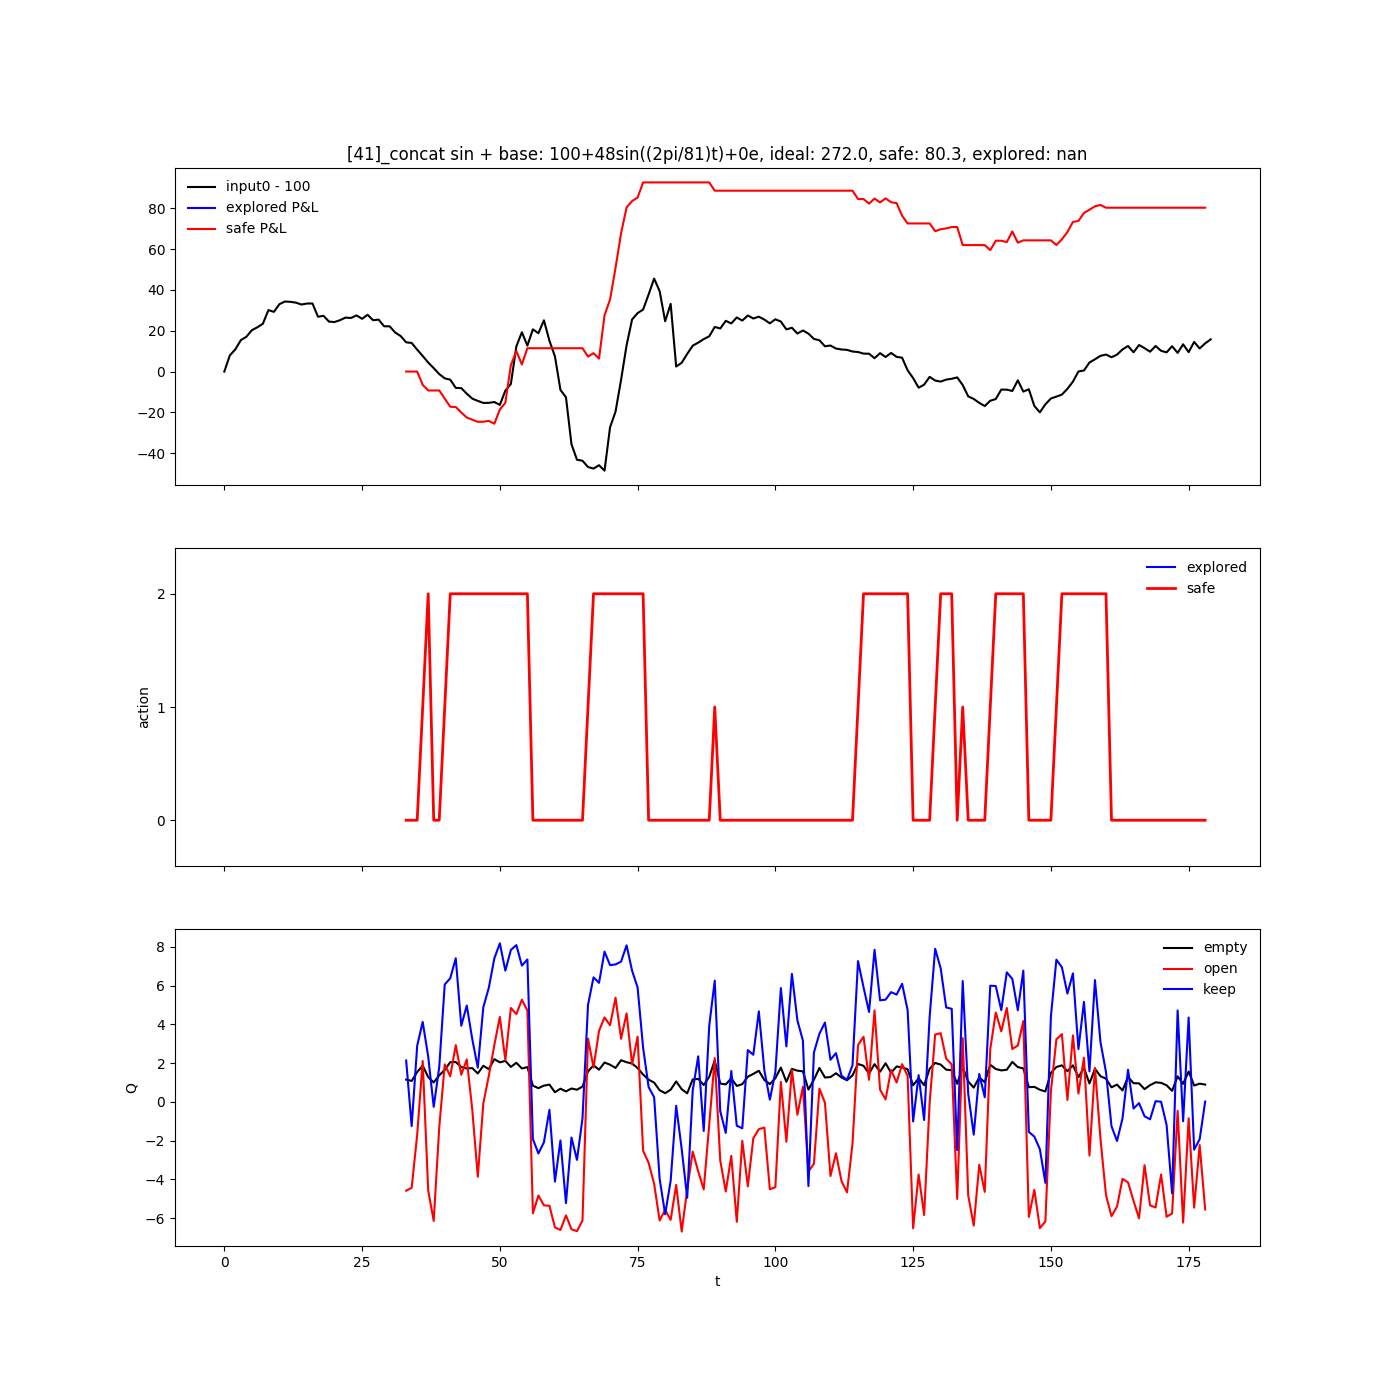 [41]_concat sin + base: 100+48sin((2pi/81)t)+0e, ideal: 272.0, safe: 80.3, explored: nan
input0 - 100
explored P&L
safe P&L
80
60
40
20
0
−20
−40
explored
safe
2
1
0
action
empty
open
keep
8
6
4
2
0
−2
−4
−6
Q
0 25 50 75 100 125 150 175
t